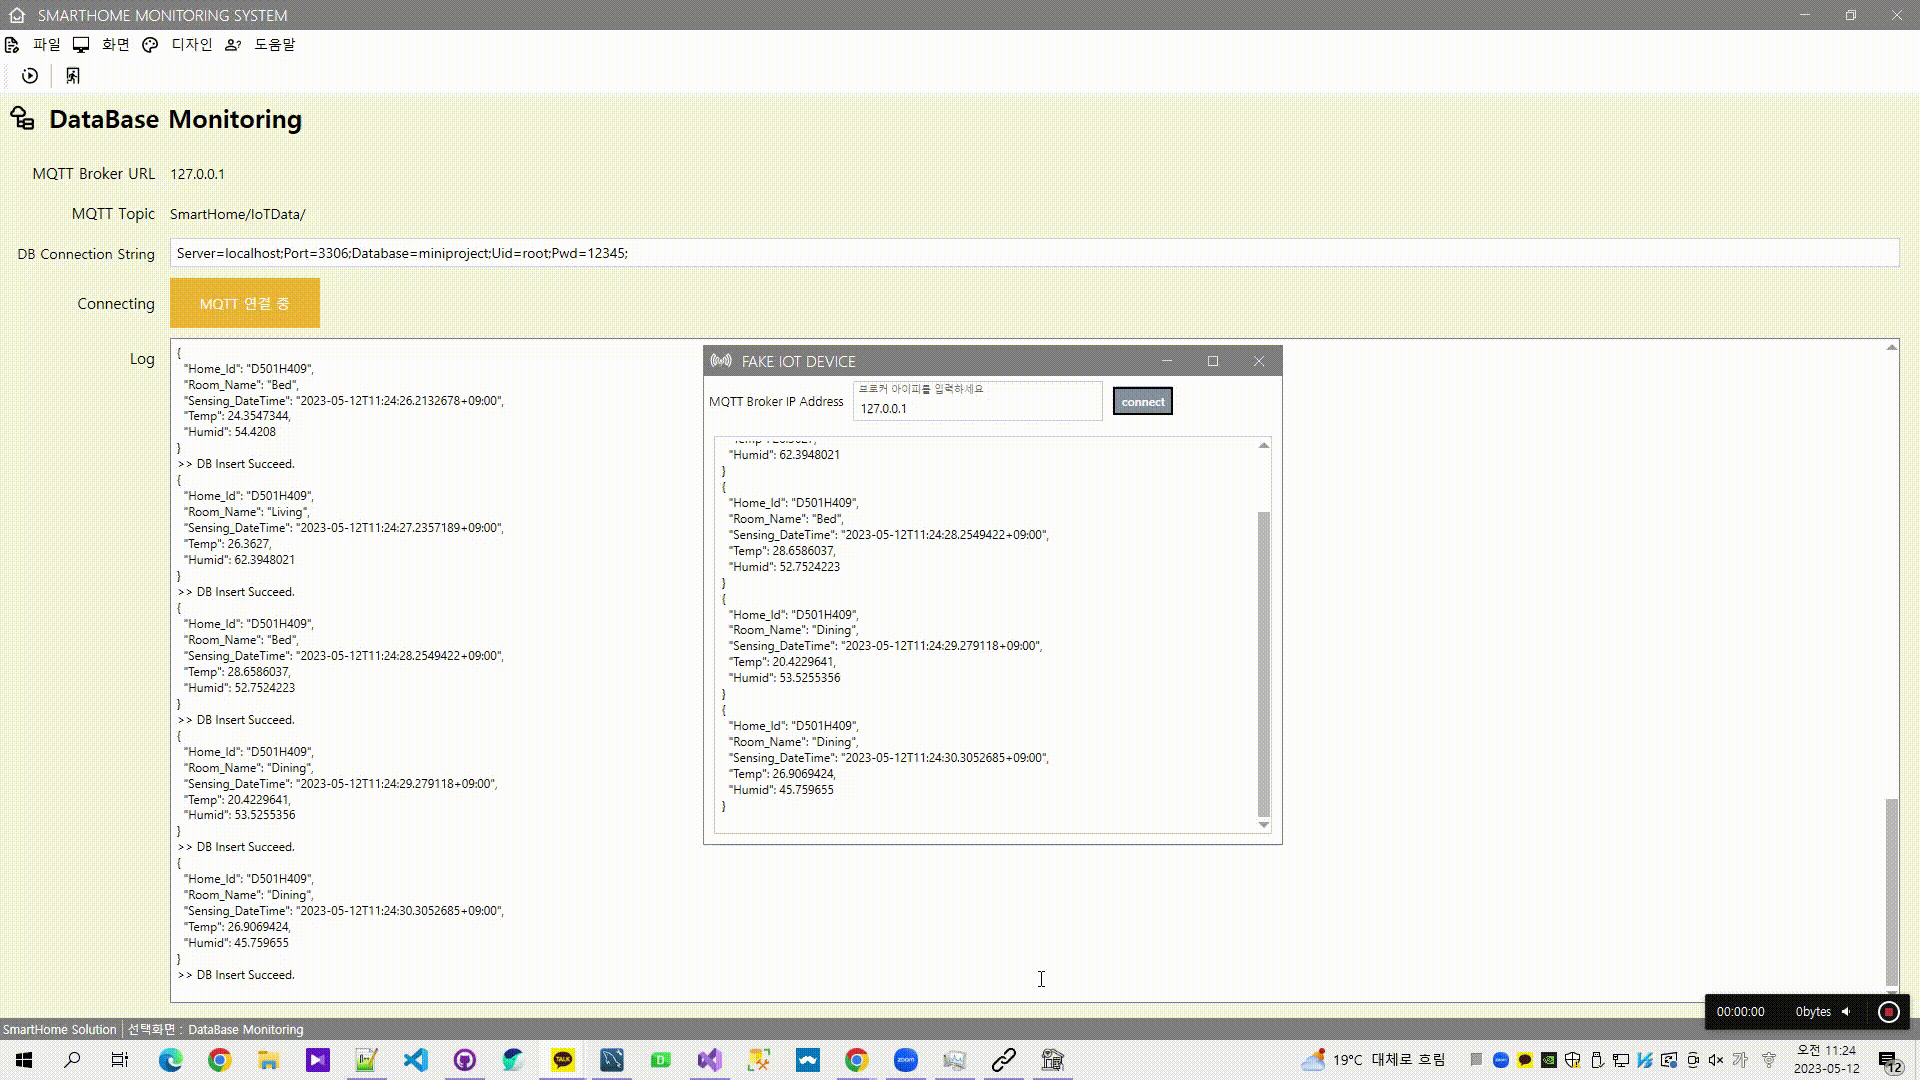 SMARTHOME MONITORING SYSTEM
파일 화면 디자인 도움말
DataBase Monitoring
MQTT Broker URL 127.0.0.1
MQTT Topic SmartHome/IoTData/
DB Connection String Server=localhost;Port=3306;Database=miniproject;Uid=root;Pwd=12345;
Connecting MQTT 연결 중
Log
{
"Home_Id": "D501H409",
"Room_Name": "Bed",
"Sensing_DateTime": "2023-05-12T11:24:26.2132678+09:00",
"Temp": 24.3547344,
"Humid": 54.4208
}
>> DB Insert Succeed.
{
"Home_Id": "D501H409",
"Room_Name": "Living",
"Sensing_DateTime": "2023-05-12T11:24:27.2357189+09:00",
"Temp": 26.3627,
"Humid": 62.3948021
}
>> DB Insert Succeed.
{
"Home_Id": "D501H409",
"Room_Name": "Bed",
"Sensing_DateTime": "2023-05-12T11:24:28.2549422+09:00",
"Temp": 28.6586037,
"Humid": 52.7524223
}
>> DB Insert Succeed.
{
"Home_Id": "D501H409",
"Room_Name": "Dining",
"Sensing_DateTime": "2023-05-12T11:24:29.279118+09:00",
"Temp": 20.4229641,
"Humid": 53.5255356
}
>> DB Insert Succeed.
{
"Home_Id": "D501H409",
"Room_Name": "Dining",
"Sensing_DateTime": "2023-05-12T11:24:30.3052685+09:00",
"Temp": 26.9069424,
"Humid": 45.759655
}
>> DB Insert Succeed.
FAKE IOT DEVICE
브로커 아이피를 입력하세요
MQTT Broker IP Address 127.0.0.1 connect
"Humid": 62.3948021
}
{
"Home_Id": "D501H409",
"Room_Name": "Bed",
"Sensing_DateTime": "2023-05-12T11:24:28.2549422+09:00",
"Temp": 28.6586037,
"Humid": 52.7524223
}
{
"Home_Id": "D501H409",
"Room_Name": "Dining",
"Sensing_DateTime": "2023-05-12T11:24:29.279118+09:00",
"Temp": 20.4229641,
"Humid": 53.5255356
}
{
"Home_Id": "D501H409",
"Room_Name": "Dining",
"Sensing_DateTime": "2023-05-12T11:24:30.3052685+09:00",
"Temp": 26.9069424,
"Humid": 45.759655
}
00:00:00 0bytes
SmartHome Solution 선택화면 : DataBase Monitoring
TALK
zoom
19°C 대체로 흐림
가
오전 11:24
2023-05-12
12